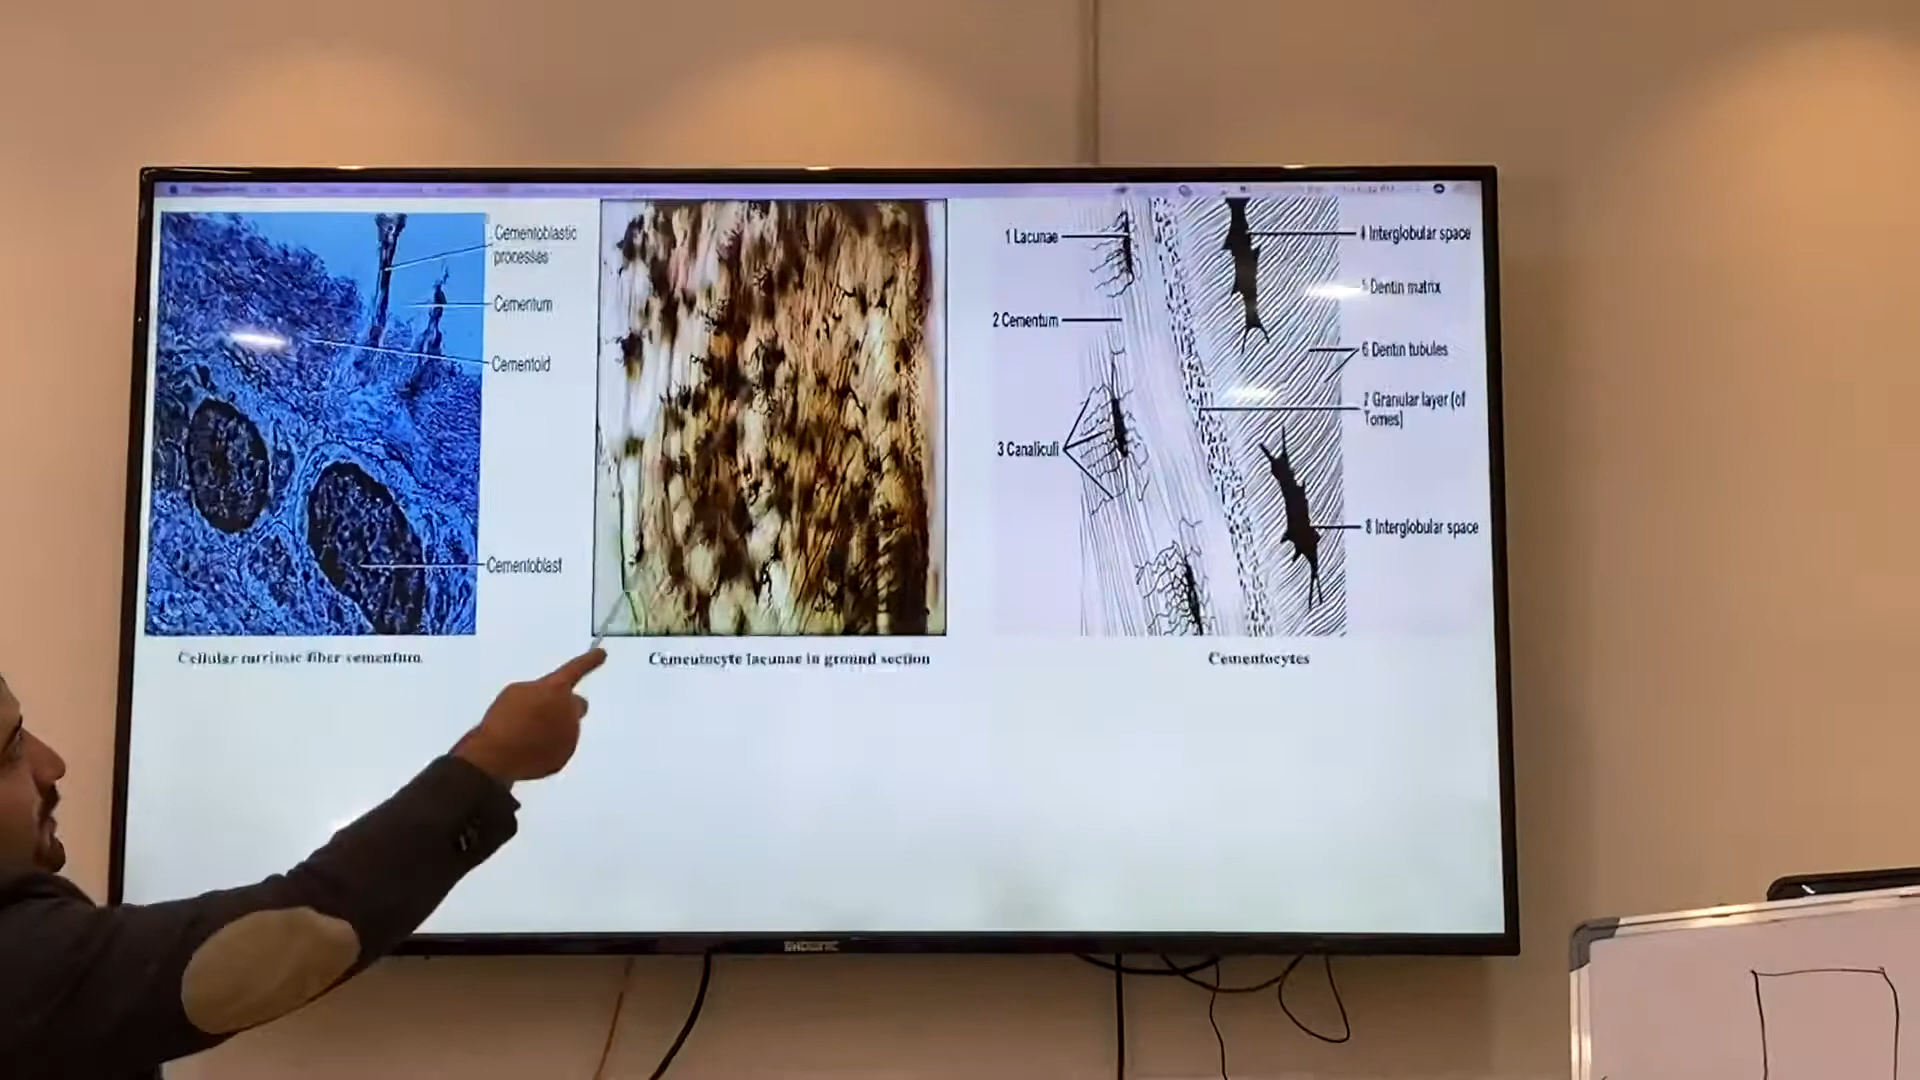 Cementoblastic
processes
Cementum
Cementoid
Cementoblast
Cellular intrinsic fiber cementum
Cementocyte lacunae in ground section
1 Lacunae
2 Cementum
3 Canaliculi
4 Interglobular space
5 Dentin matrix
6 Dentin tubules
7 Granular layer (of
Tomes)
8 Interglobular space
Cementocytes